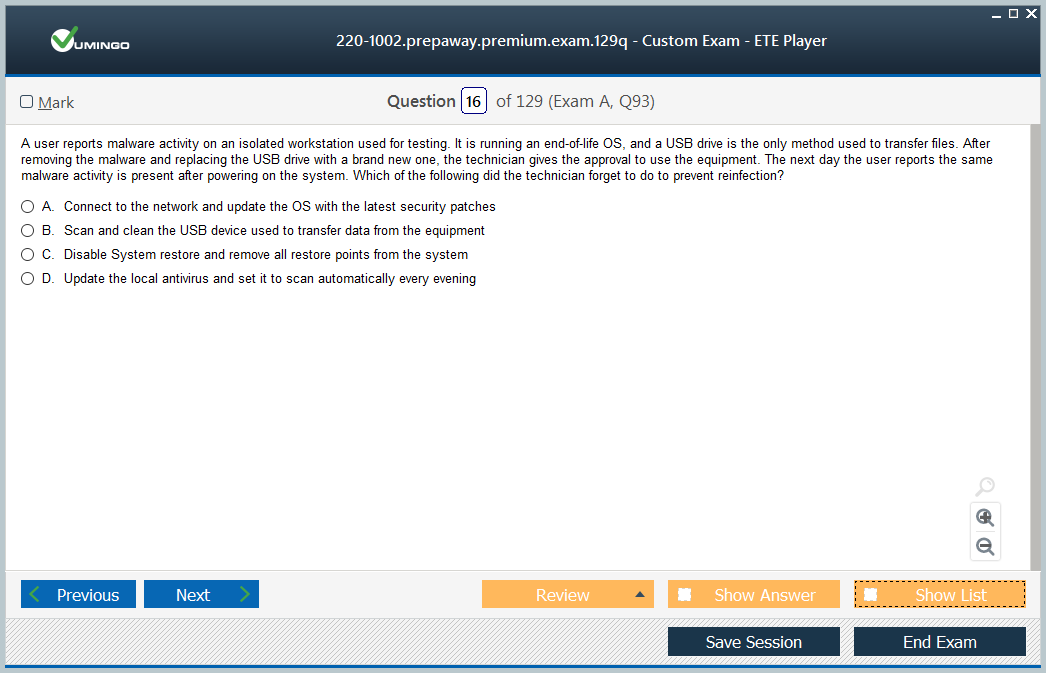 VUMINGO
220-1002.prepaway.premium.exam.129q - Custom Exam - ETE Player
Mark
Question 16 of 129 (Exam A, Q93)
A user reports malware activity on an isolated workstation used for testing. It is running an end-of-life OS, and a USB drive is the only method used to transfer files. After
removing the malware and replacing the USB drive with a brand new one, the technician gives the approval to use the equipment. The next day the user reports the same
malware activity is present after powering on the system. Which of the following did the technician forget to do to prevent reinfection?
A. Connect to the network and update the OS with the latest security patches
B. Scan and clean the USB device used to transfer data from the equipment
C. Disable System restore and remove all restore points from the system
D. Update the local antivirus and set it to scan automatically every evening
Previous Next Review Show Answer Show List
Save Session End Exam